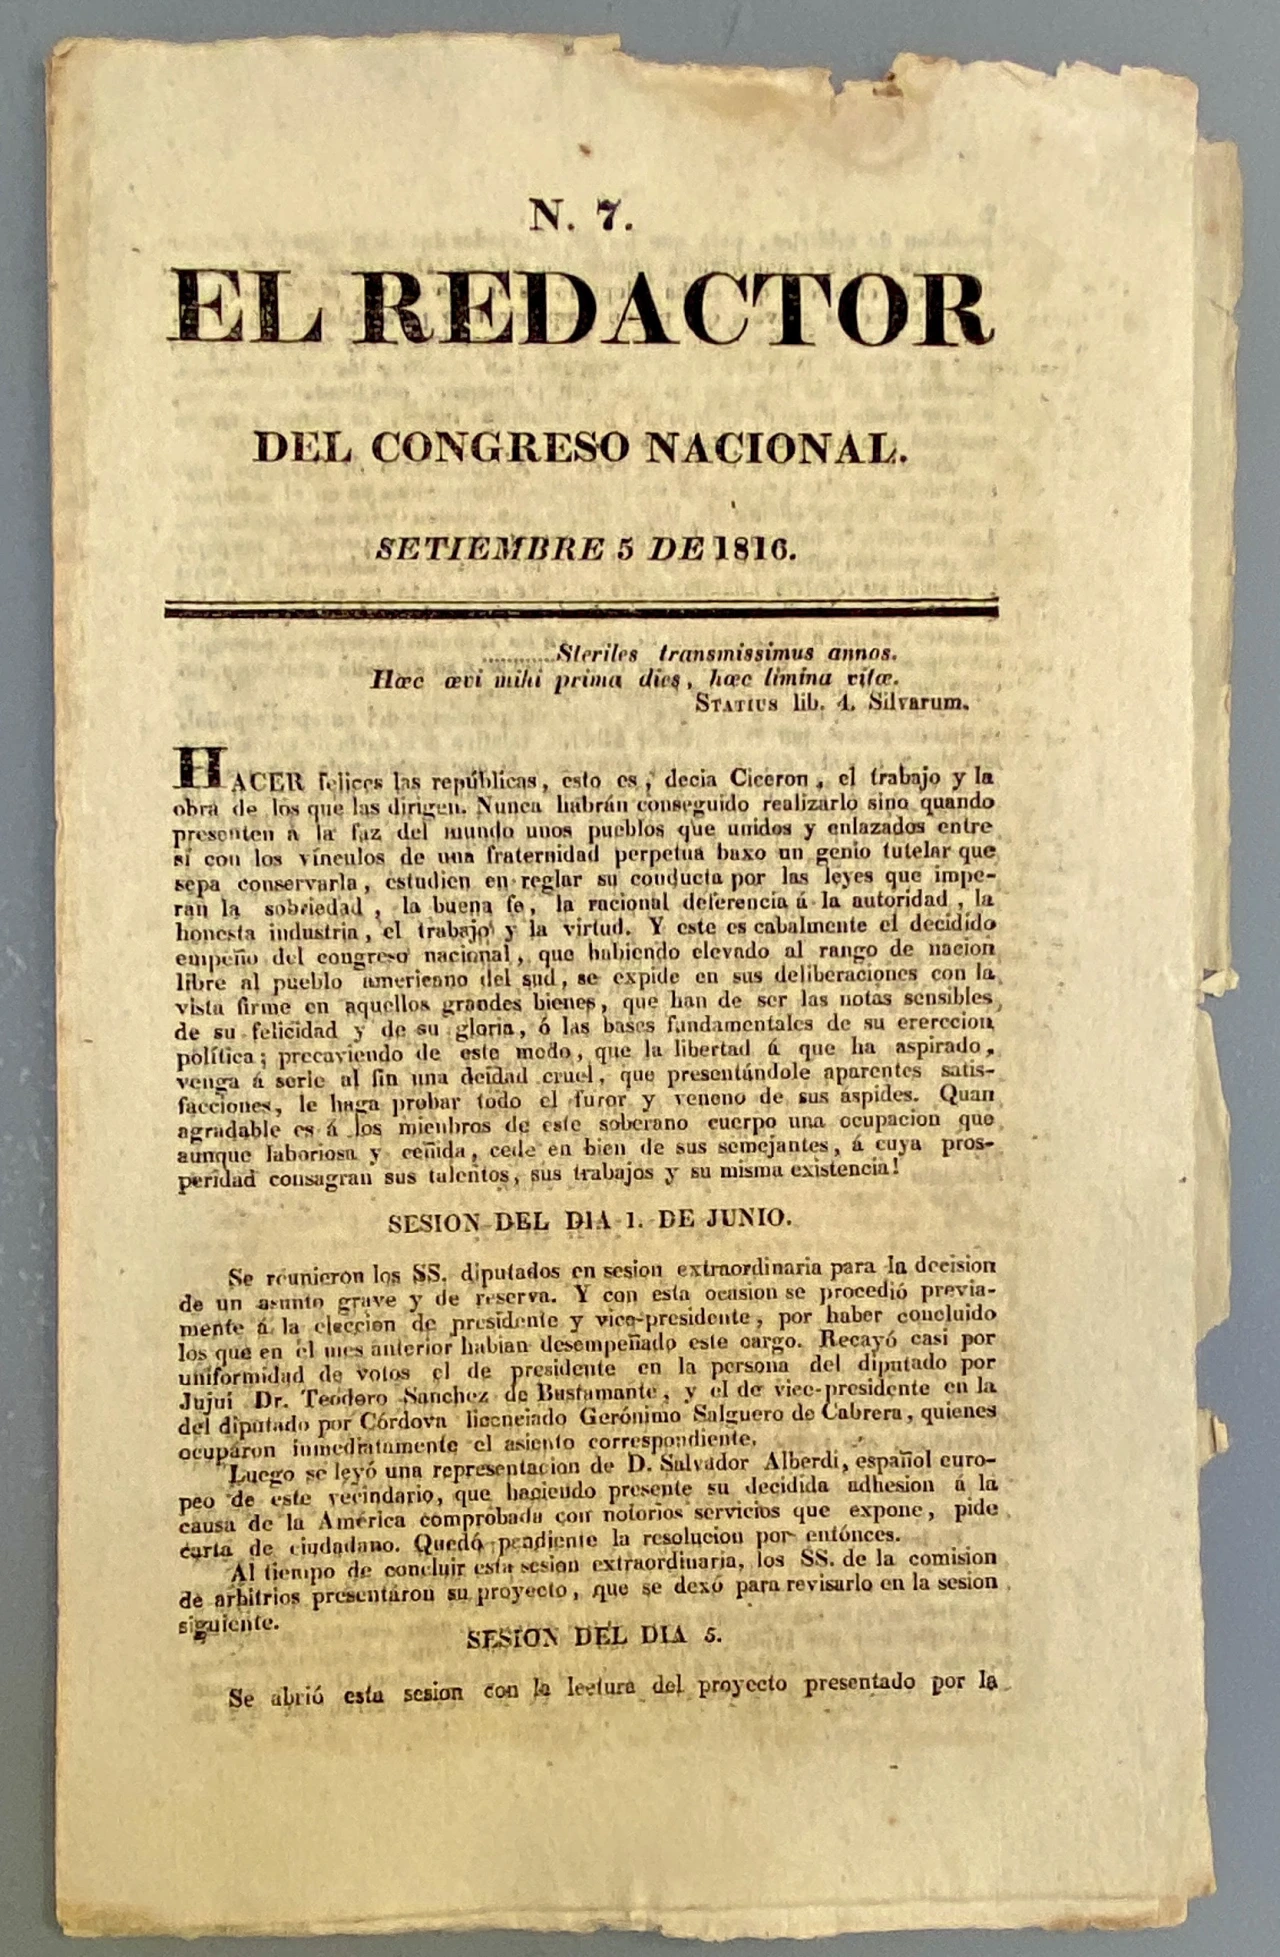 N. 7.
EL REDACTOR
DEL CONGRESO NACIONAL.
SETIEMBRE 5 DE 1816.
...........Steriles transmissimus annos.
Hæc ævi mihi prima dies, hæc limina vitæ.
STATIUS lib. 4. Silvarum.
HACER felices las repúblicas, esto es, decia Ciceron, el trabajo y la
obra de los que las dirigen. Nunca habrán conseguido realizarlo sino quando
presenten á la faz del mundo unos pueblos que unidos y enlazados entre
sí con los vínculos de una fraternidad perpetua baxo un genio tutelar que
sepa conservarla, estudien en reglar su conducta por las leyes que impe-
ran la sobriedad, la buena fe, la racional deferencia á la autoridad, la
honesta industria, el trabajo y la virtud. Y este es cabalmente el decidido
empeño del congreso nacional, que habiendo elevado al rango de nacion
libre al pueblo americano del sud, se expide en sus deliberaciones con la
vista firme en aquellos grandes bienes, que han de ser las notas sensibles
de su felicidad y de su gloria, ó las bases fundamentales de su ererccion
política; precaviendo de este modo, que la libertad á que ha aspirado,
venga á serle al fin una deidad cruel, que presentándole aparentes satis-
facciones, le haga probar todo el furor y veneno de sus áspides. Quan
agradable es á los mienbros de este soberano cuerpo una ocupacion que
aunque laboriosa y ceñida, cede en bien de sus semejantes, á cuya pros-
peridad consagran sus talentos, sus trabajos y su misma existencia!
SESION DEL DIA 1. DE JUNIO.
Se reunieron los SS. diputados en sesion extraordinaria para la decision
de un asunto grave y de reserva. Y con esta ocasion se procedió previa-
mente á la eleccion de presidente y vice-presidente, por haber concluido
los que en el mes anterior habian desempeñado este cargo. Recayó casi por
uniformidad de votos el de presidente en la persona del diputado por
Jujui Dr. Teodoro Sanchez de Bustamante, y el de vice-presidente en la
del diputado por Córdova licenciado Gerónimo Salguero de Cabrera, quienes
ocuparon inmediatamente el asiento correspondiente.
Luego se leyó una representacion de D. Salvador Alberdi, español euro-
peo de este vecindario, que haciendo presente su decidida adhesion á la
causa de la América comprobada con notorios servicios que expone, pide
carta de ciudadano. Quedó pendiente la resolucion por entónces.
Al tiempo de concluir esta sesion extraordinaria, los SS. de la comision
de arbitrios presentáron su proyecto, que se dexó para revisarlo en la sesion
siguiente.
SESION DEL DIA 5.
Se abrió esta sesion con la lectura del proyecto presentado por la